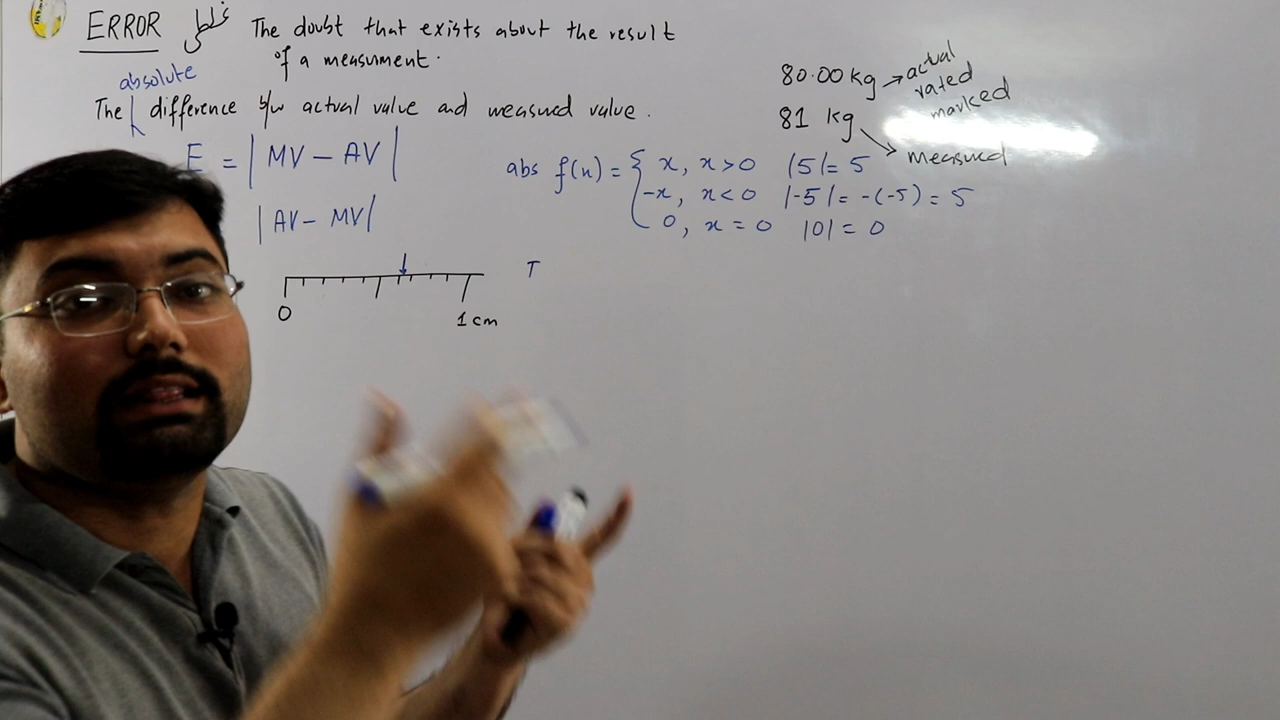 ERROR غلطی The doubt that exists about the result
of a measurment.
absolute
The difference b/w actual value and measured value.
80.00 kg → actual
rated
marked
81 kg
measured
E = | MV – AV |
| AV – MV |
abs f(x) = { x, x > 0 |5| = 5
-x, x < 0 |-5| = -(-5) = 5
0, x = 0 |0| = 0
T
0 1 cm